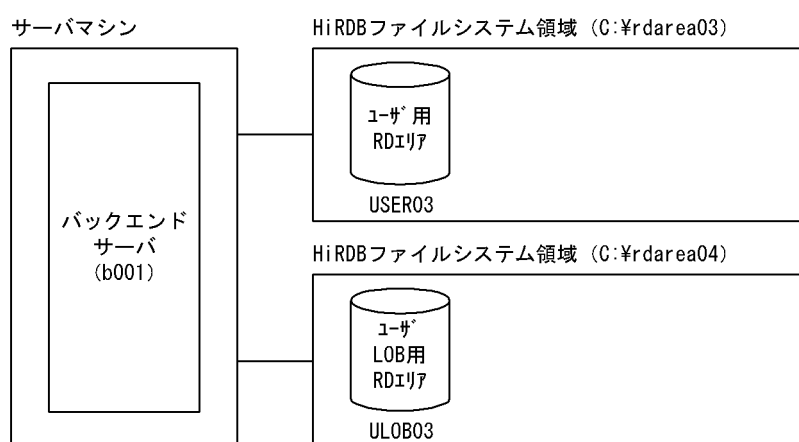 サーバマシン
HiRDBファイルシステム領域（C:¥rdarea03）
ﾕｰｻﾞ用
RDｴﾘｱ
USER03
バックエンド
サーバ
(b001)
HiRDBファイルシステム領域（C:¥rdarea04）
ﾕｰｻﾞ
LOB用
RDｴﾘｱ
ULOB03